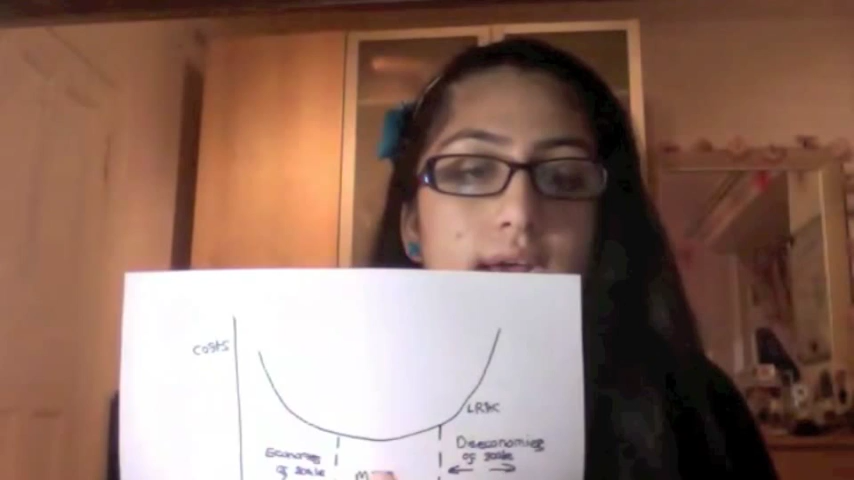 costs
LRAC
Economies
of scale
Diseconomies
of scale
M